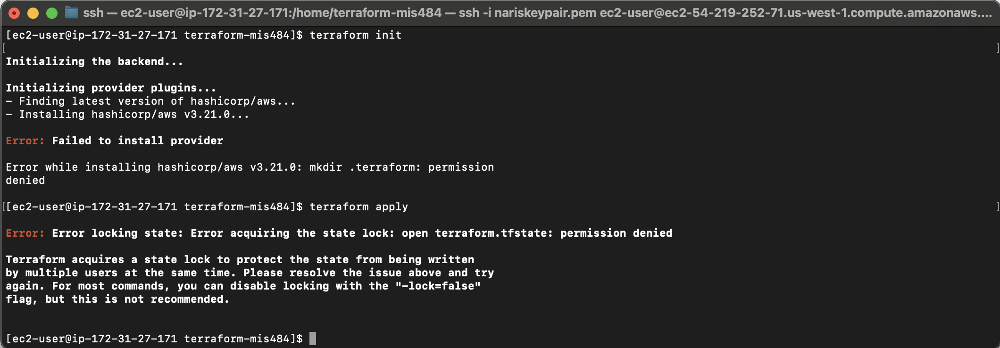 ssh — ec2-user@ip-172-31-27-171:/home/terraform-mis484 — ssh -i nariskeypair.pem ec2-user@ec2-54-219-252-71.us-west-1.compute.amazonaws....
[ec2-user@ip-172-31-27-171 terraform-mis484]$ terraform init
[ ]
Initializing the backend...
Initializing provider plugins...
- Finding latest version of hashicorp/aws...
- Installing hashicorp/aws v3.21.0...
Error: Failed to install provider
Error while installing hashicorp/aws v3.21.0: mkdir .terraform: permission
denied
[[ec2-user@ip-172-31-27-171 terraform-mis484]$ terraform apply ]
Error: Error locking state: Error acquiring the state lock: open terraform.tfstate: permission denied
Terraform acquires a state lock to protect the state from being written
by multiple users at the same time. Please resolve the issue above and try
again. For most commands, you can disable locking with the "-lock=false"
flag, but this is not recommended.
[ec2-user@ip-172-31-27-171 terraform-mis484]$